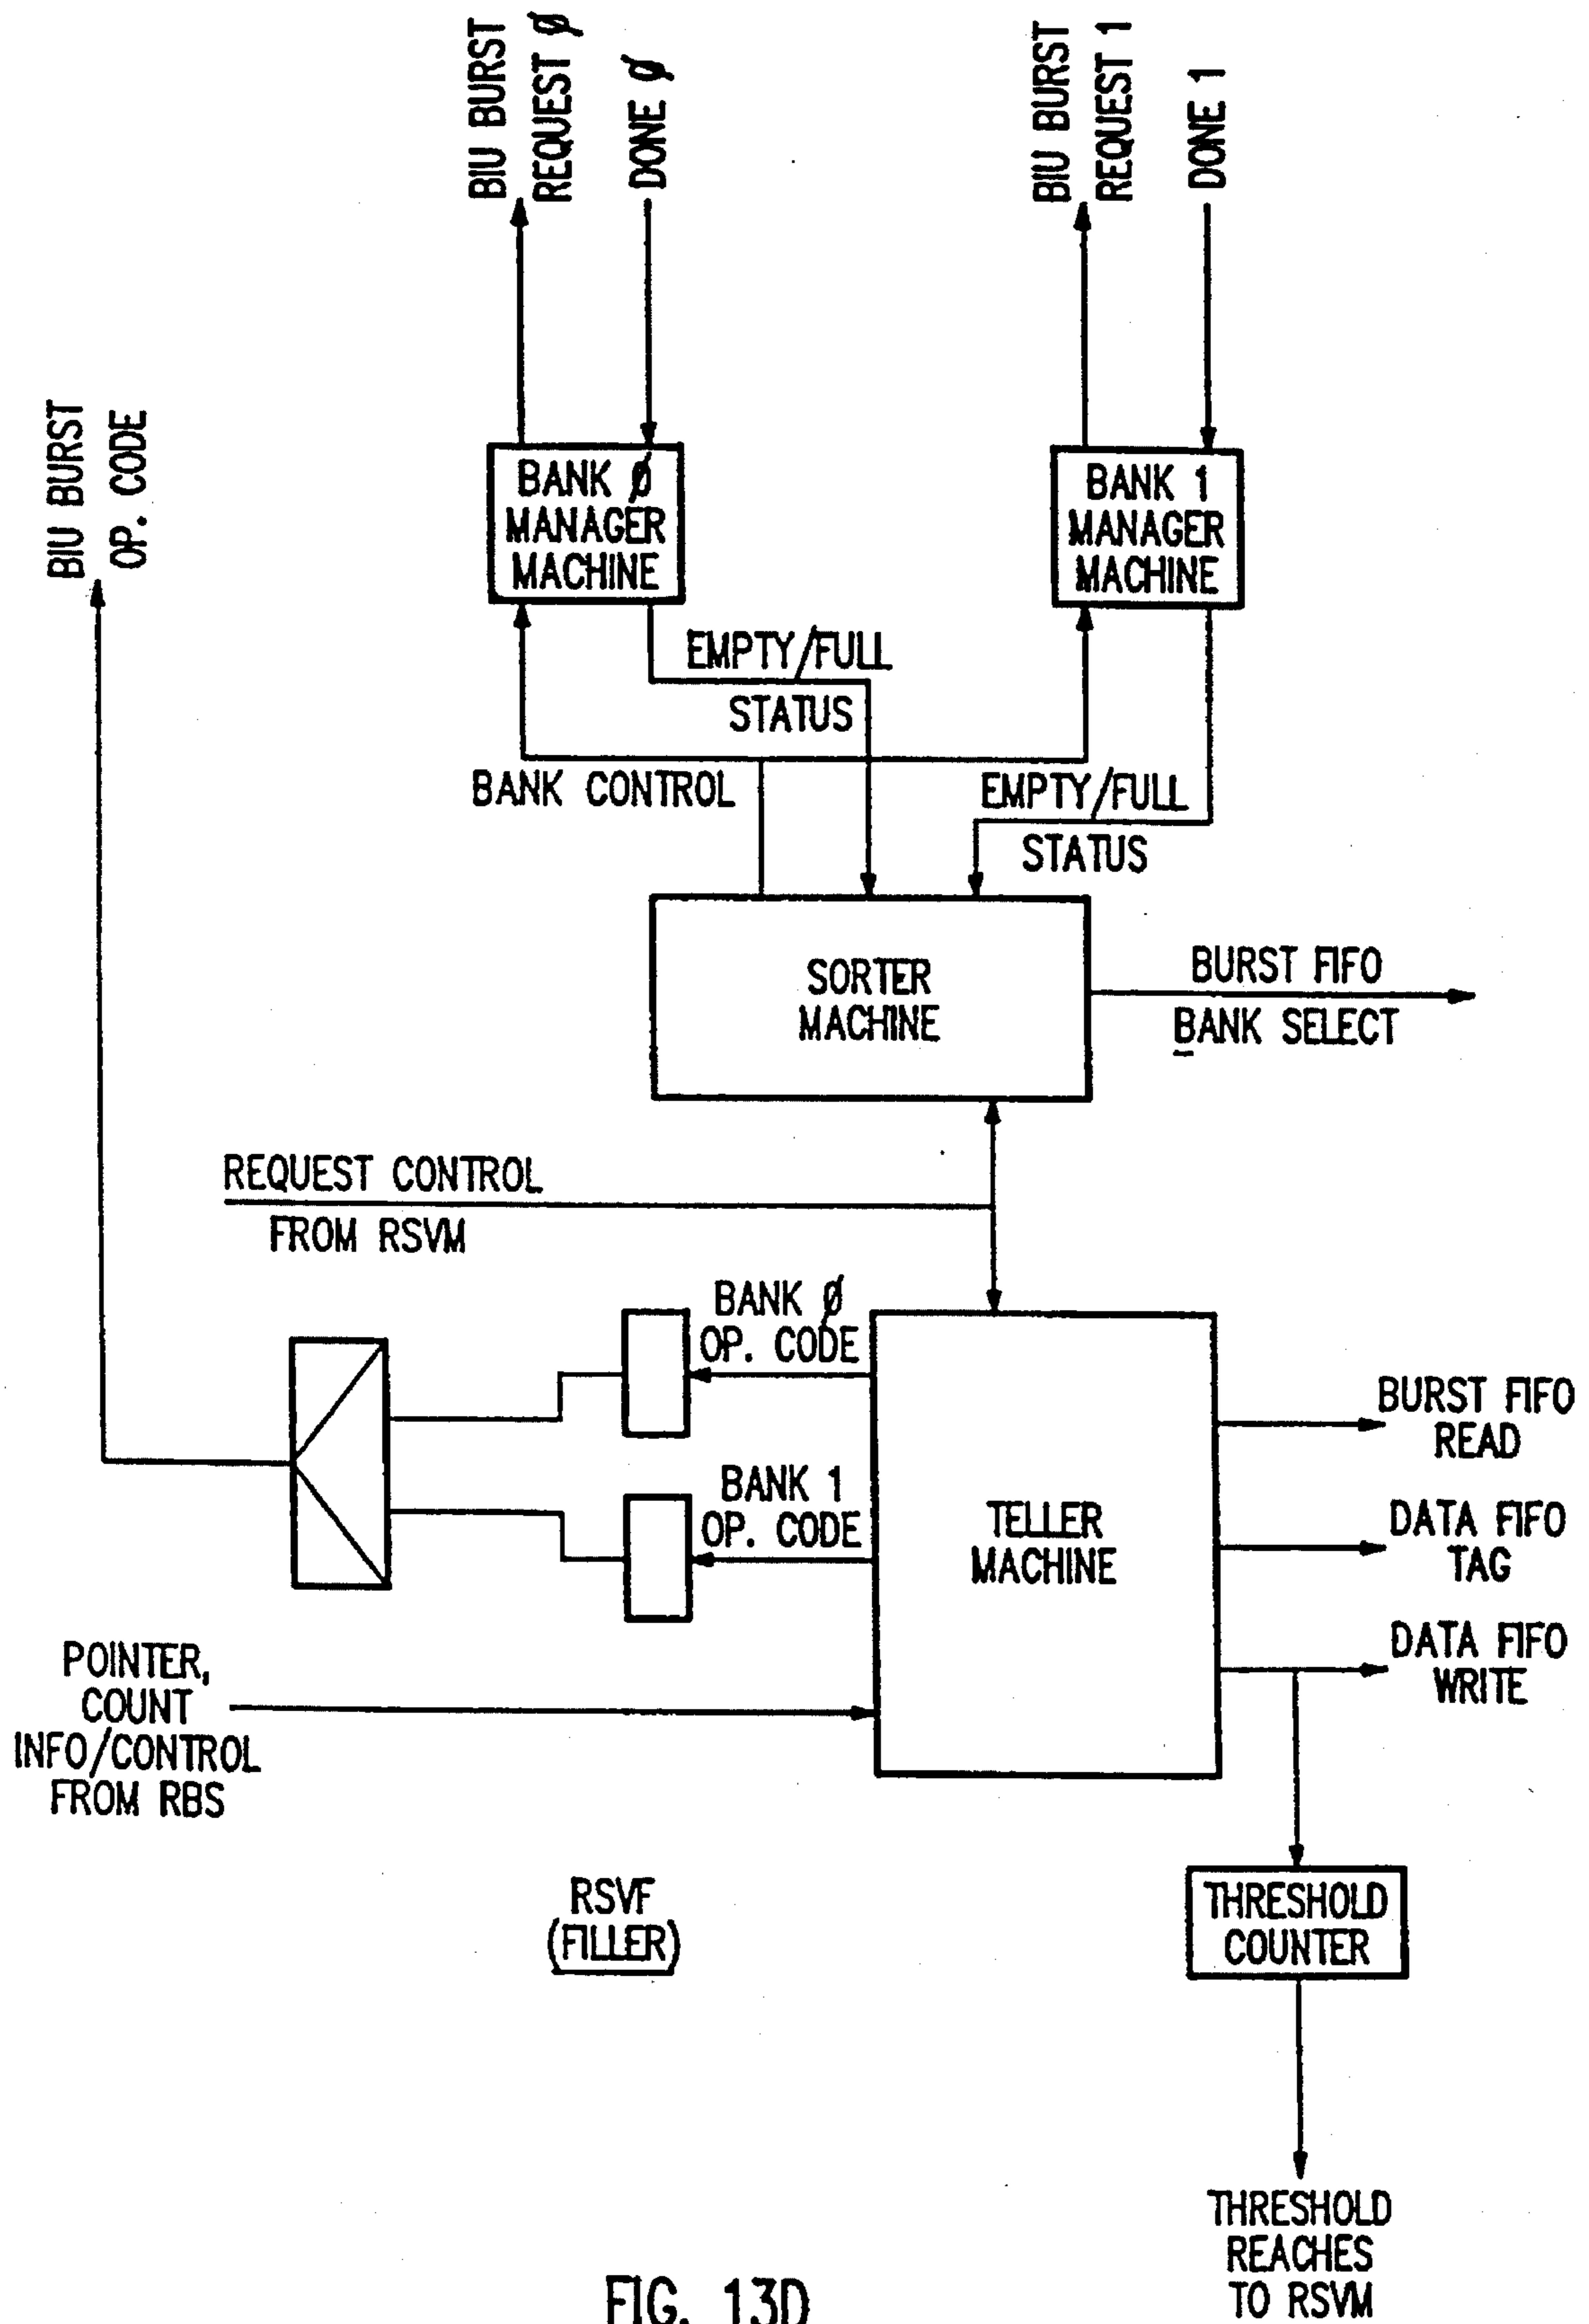 BIU BURST
REQUEST Ø
DONE Ø
BIU BURST
REQUEST 1
DONE 1
BIU BURST
OP. CODE
BANK Ø
MANAGER
MACHINE
BANK 1
MANAGER
MACHINE
EMPTY/FULL
STATUS
BANK CONTROL
EMPTY/FULL
STATUS
SORTER
MACHINE
BURST FIFO
BANK SELECT
REQUEST CONTROL
FROM RSVM
BANK Ø
OP. CODE
BANK 1
OP. CODE
TELLER
MACHINE
BURST FIFO
READ
DATA FIFO
TAG
DATA FIFO
WRITE
POINTER,
COUNT
INFO/CONTROL
FROM RBS
RSVF
(FILLER)
THRESHOLD
COUNTER
THRESHOLD
REACHES
TO RSVM
FIG. 13D